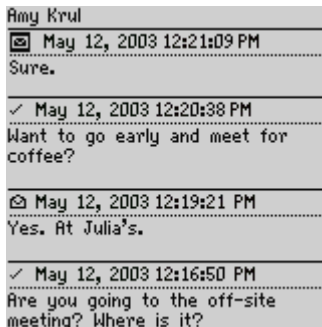 Amy Krul
May 12, 2003 12:21:09 PM
Sure.
✓ May 12, 2003 12:20:38 PM
Want to go early and meet for
coffee?
May 12, 2003 12:19:21 PM
Yes. At Julia's.
✓ May 12, 2003 12:16:50 PM
Are you going to the off-site
meeting? Where is it?